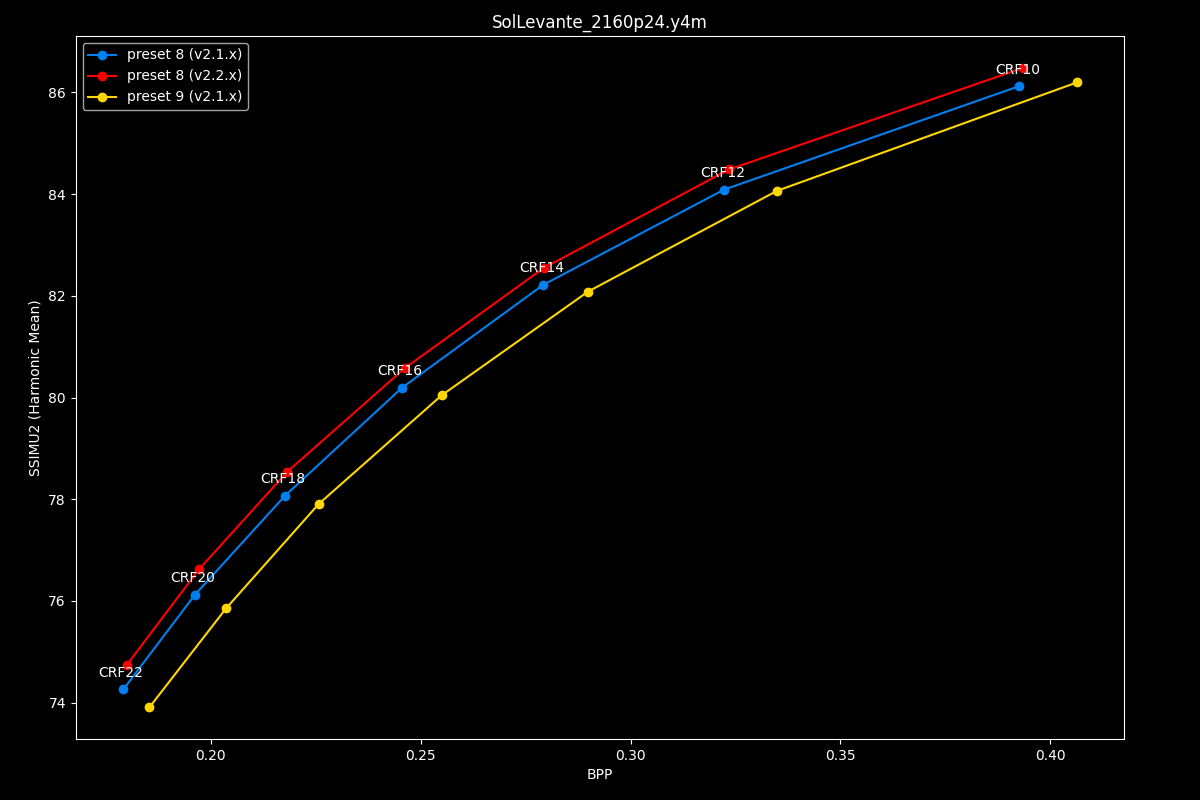 SolLevante_2160p24.y4m
preset 8 (v2.1.x)
preset 8 (v2.2.x)
preset 9 (v2.1.x)
CRF10
CRF12
CRF14
CRF16
CRF18
CRF20
CRF22
86
84
82
80
78
76
74
SSIMU2 (Harmonic Mean)
0.20 0.25 0.30 0.35 0.40
BPP